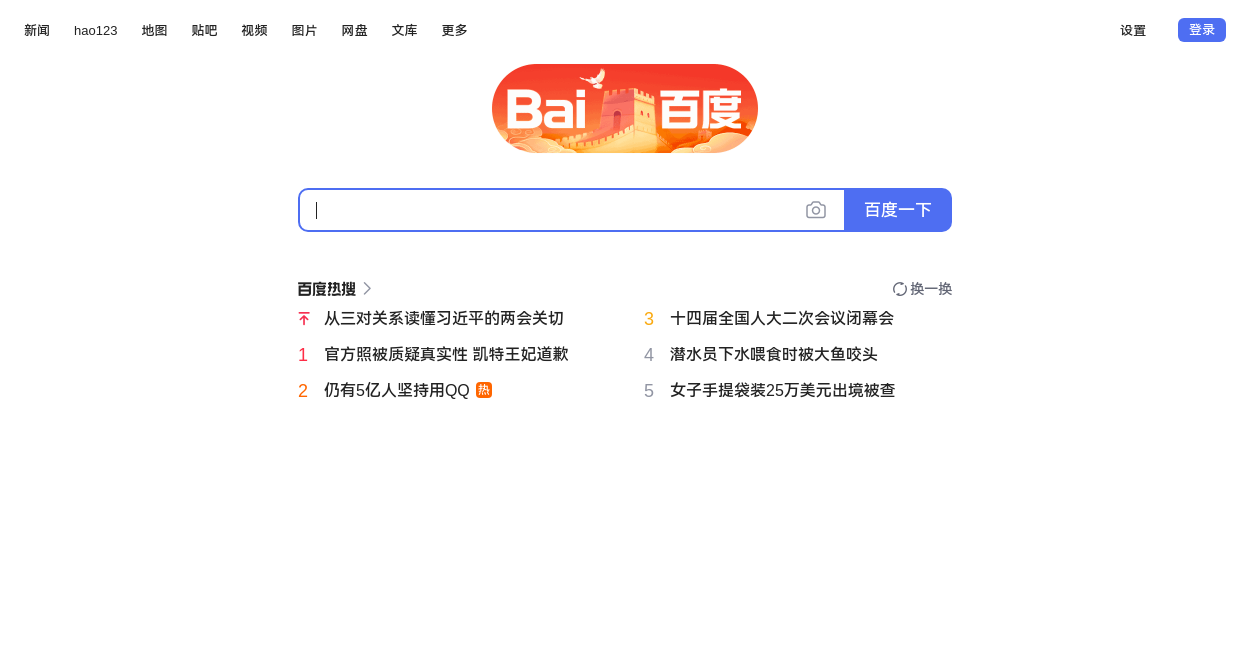 新闻 hao123 地图 贴吧 视频 图片 网盘 文库 更多 设置 登录
Bai 百度
百度一下
百度热搜 换一换
从三对关系读懂习近平的两会关切
1 官方照被质疑真实性 凯特王妃道歉
2 仍有5亿人坚持用QQ 热
3 十四届全国人大二次会议闭幕会
4 潜水员下水喂食时被大鱼咬头
5 女子手提袋装25万美元出境被查